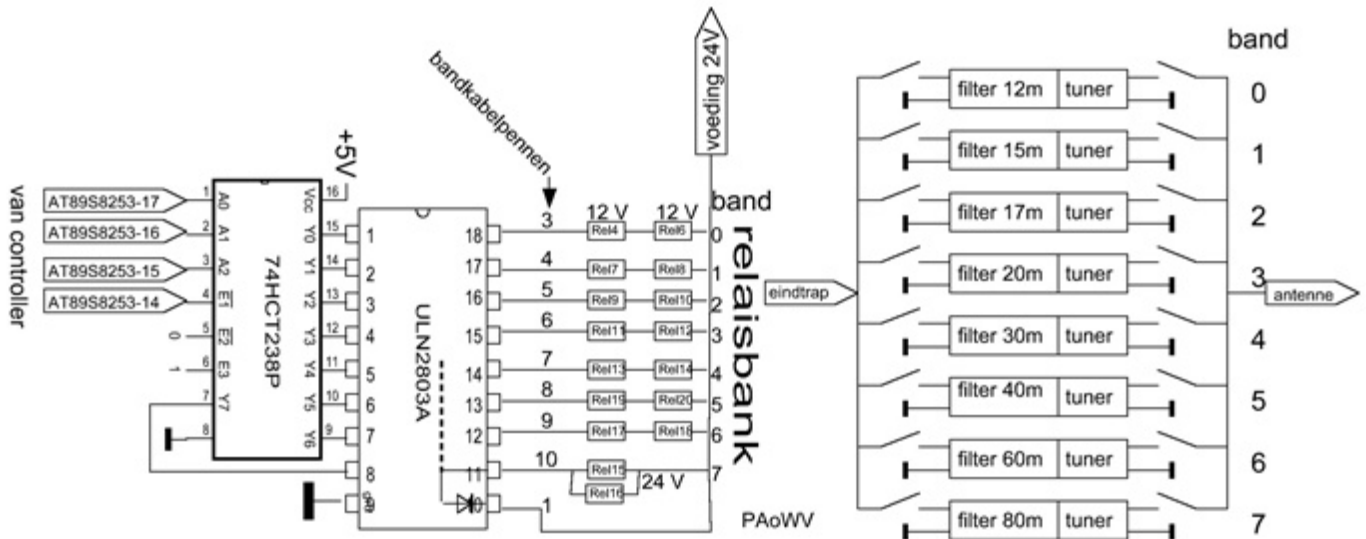 van controller
AT89S8253-17
AT89S8253-16
AT89S8253-15
AT89S8253-14
0
1
1
2
3
4
5
6
7
8
A0
A1
A2
E1
E2
E3
Y7
74HCT238P
+5V
Vcc
Y0
Y1
Y2
Y3
Y4
Y5
Y6
16
15
14
13
12
11
10
9
1
2
3
4
5
6
7
8
ULN2803A
18
17
16
15
14
13
12
11
bandkabelpennen
3
4
5
6
7
8
9
10
1
voeding 24V
12 V 12 V
Rel4 Rel6
Rel7 Rel8
Rel9 Rel10
Rel11 Rel12
Rel13 Rel14
Rel19 Rel20
Rel17 Rel18
Rel15
Rel16
24 V
band
0
1
2
3
4
5
6
7
relaisbank
PAoWV
eindtrap
filter 12m tuner
filter 15m tuner
filter 17m tuner
filter 20m tuner
filter 30m tuner
filter 40m tuner
filter 60m tuner
filter 80m tuner
band
0
1
2
3
4
5
6
7
antenne